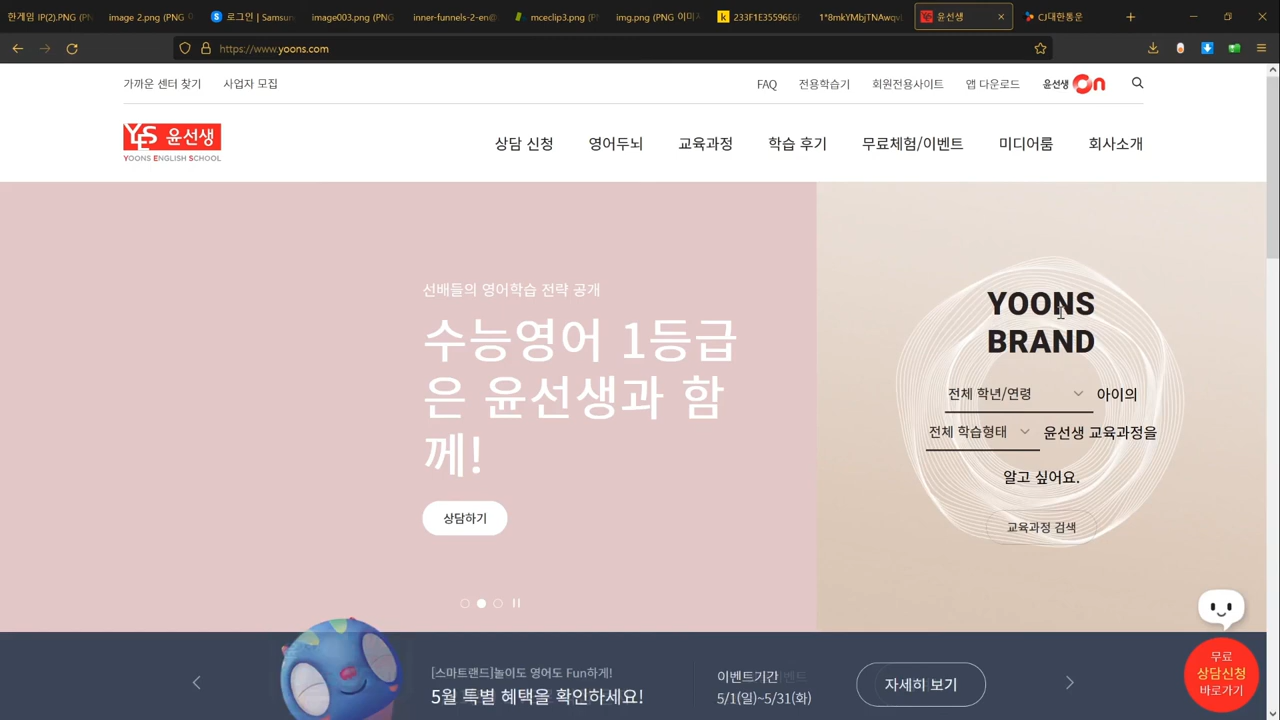 한게임 IP(2).PNG (PN
image 2.png (PNG
로그인 | Samsun
image003.png (PNG
inner-funnels-2-en@
mceclip3.png (PN
img.png (PNG 이미지
233F1E35596E6F
1*8mkYMbjTNAwqvi
윤선생
CJ대한통운
https://www.yoons.com
가까운 센터 찾기 사업자 모집 FAQ 전용학습기 회원전용사이트 앱 다운로드 윤선생 On
YES 윤선생
YOONS ENGLISH SCHOOL
상담 신청 영어두뇌 교육과정 학습 후기 무료체험/이벤트 미디어룸 회사소개
선배들의 영어학습 전략 공개
수능영어 1등급
은 윤선생과 함
께!
상담하기
YOONS
BRAND
전체 학년/연령 아이의
전체 학습형태 윤선생 교육과정을
알고 싶어요.
교육과정 검색
[스마트랜드]놀이도 영어도 Fun하게!
5월 특별 혜택을 확인하세요!
이벤트기간
5/1(일)~5/31(화)
자세히 보기
무료
상담신청
바로가기